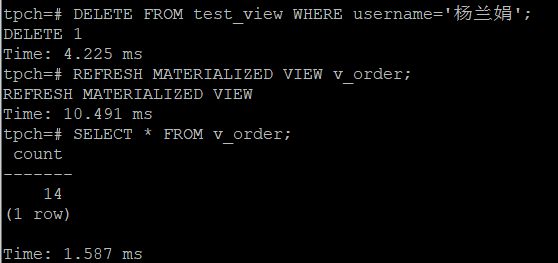 tpch=# DELETE FROM test_view WHERE username='杨兰娟';
DELETE 1
Time: 4.225 ms
tpch=# REFRESH MATERIALIZED VIEW v_order;
REFRESH MATERIALIZED VIEW
Time: 10.491 ms
tpch=# SELECT * FROM v_order;
 count
-------
    14
(1 row)

Time: 1.587 ms